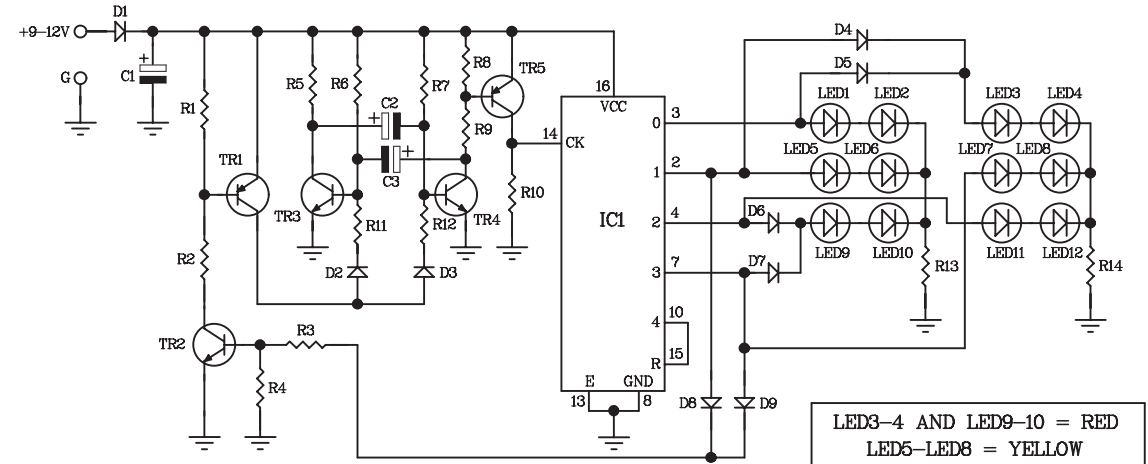 D1
+9-12V
D4
C1
+
G
R1
R5
R6
C2
+
R7
R8
TR5
D5
16
VCC
LED1
LED2
LED3
LED4
R9
14
CK
0
3
TR1
C3
+
LED5
LED6
LED7
LED8
1
2
TR3
TR4
R10
IC1
R11
R12
D6
2
4
R2
LED9
LED10
LED11
LED12
D2
D3
3
7
D7
R13
R14
TR2
R3
4
10
R
15
R4
E
GND
13
8
D8
D9
LED3-4 AND LED9-10 = RED
LED5-LED8 = YELLOW